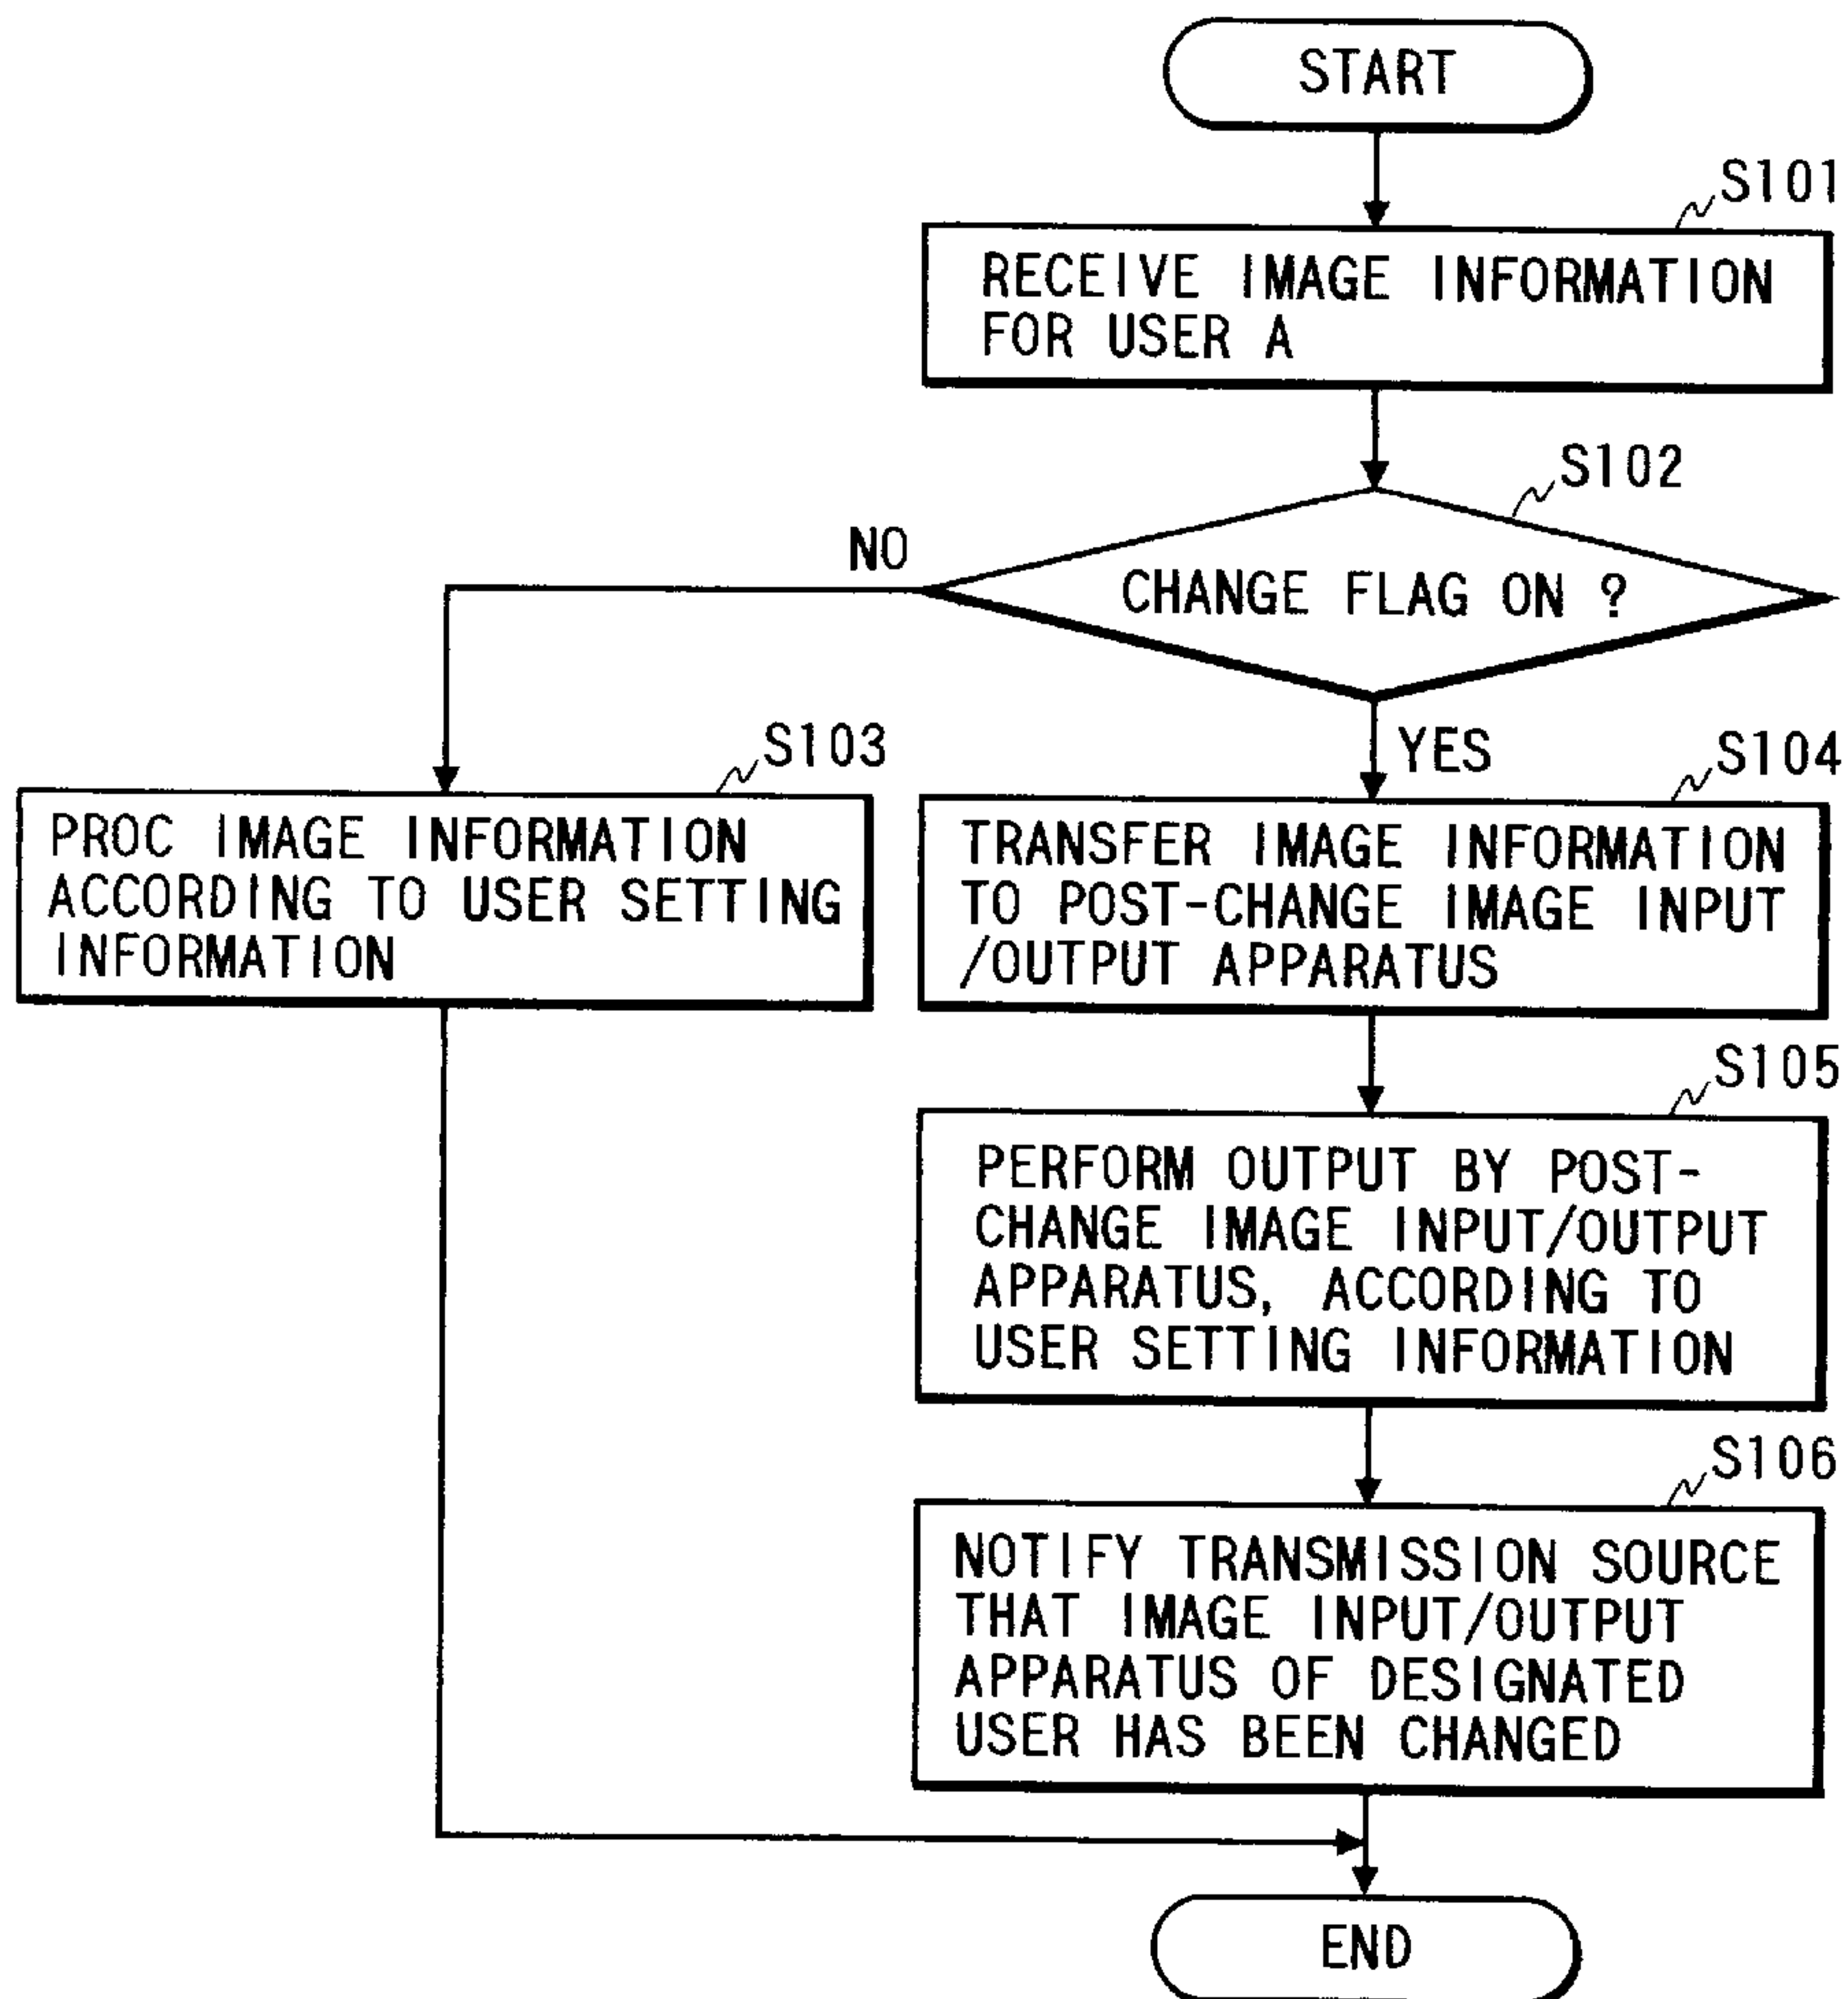 START
S101
RECEIVE IMAGE INFORMATION
FOR USER A
S102
CHANGE FLAG ON ?
NO
YES
S103
PROC IMAGE INFORMATION
ACCORDING TO USER SETTING
INFORMATION
S104
TRANSFER IMAGE INFORMATION
TO POST-CHANGE IMAGE INPUT
/OUTPUT APPARATUS
S105
PERFORM OUTPUT BY POST-
CHANGE IMAGE INPUT/OUTPUT
APPARATUS, ACCORDING TO
USER SETTING INFORMATION
S106
NOTIFY TRANSMISSION SOURCE
THAT IMAGE INPUT/OUTPUT
APPARATUS OF DESIGNATED
USER HAS BEEN CHANGED
END